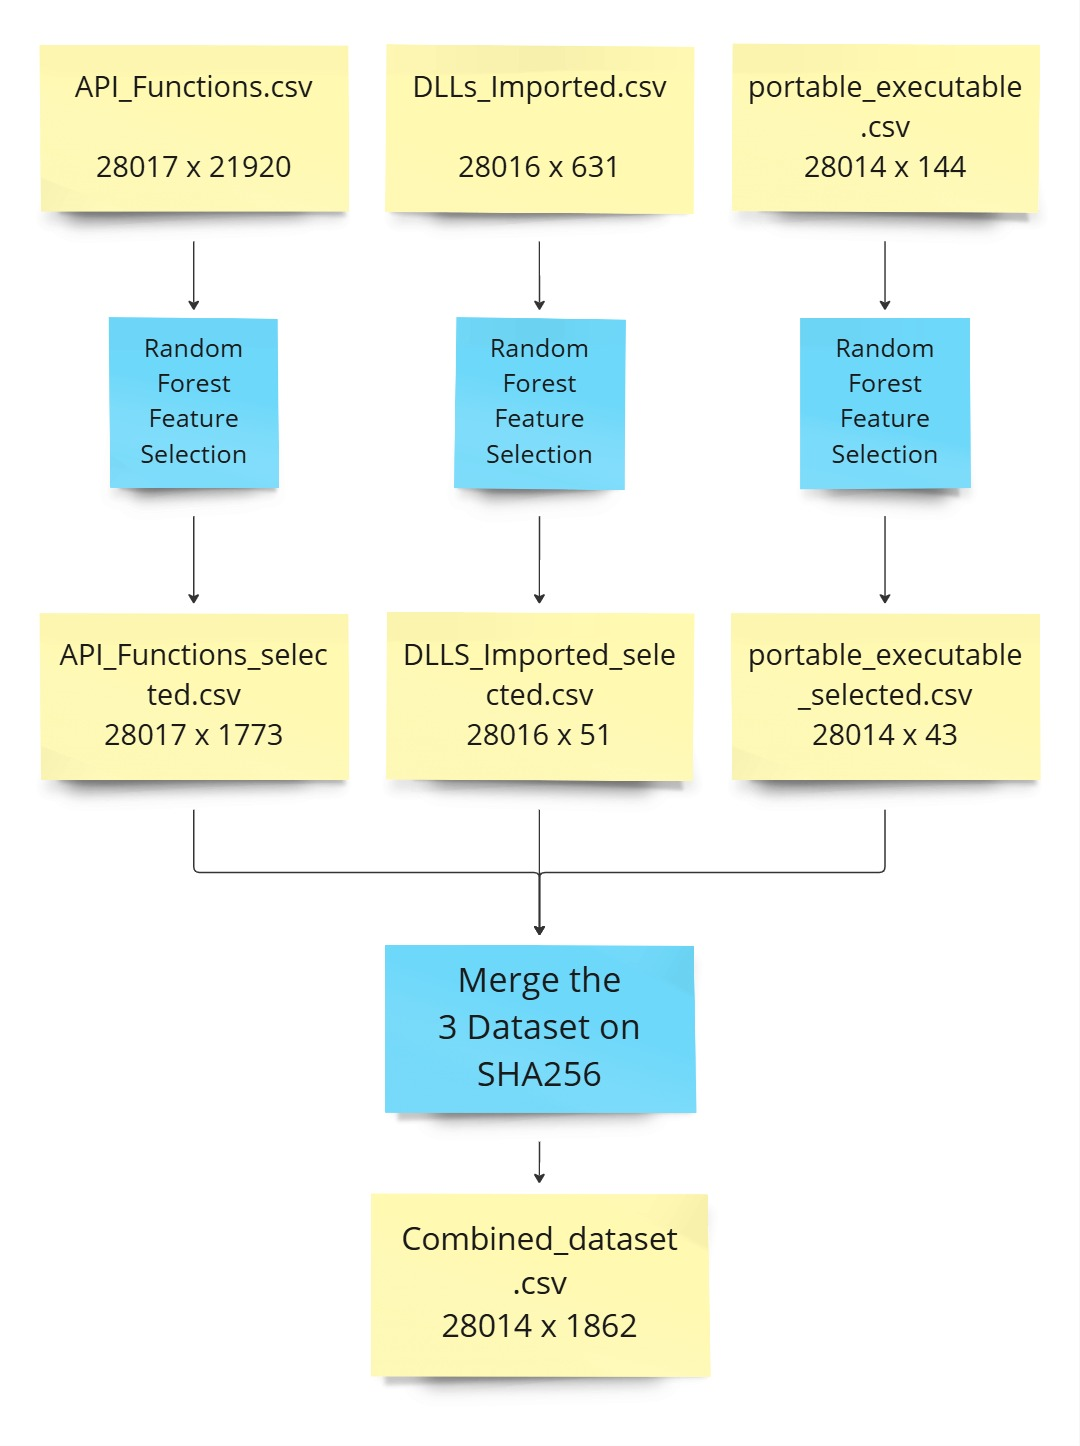 API_Functions.csv
28017 x 21920
DLLs_Imported.csv
28016 x 631
portable_executable
.csv
28014 x 144
Random
Forest
Feature
Selection
Random
Forest
Feature
Selection
Random
Forest
Feature
Selection
API_Functions_selec
ted.csv
28017 x 1773
DLLS_Imported_sele
cted.csv
28016 x 51
portable_executable
_selected.csv
28014 x 43
Merge the
3 Dataset on
SHA256
Combined_dataset
.csv
28014 x 1862